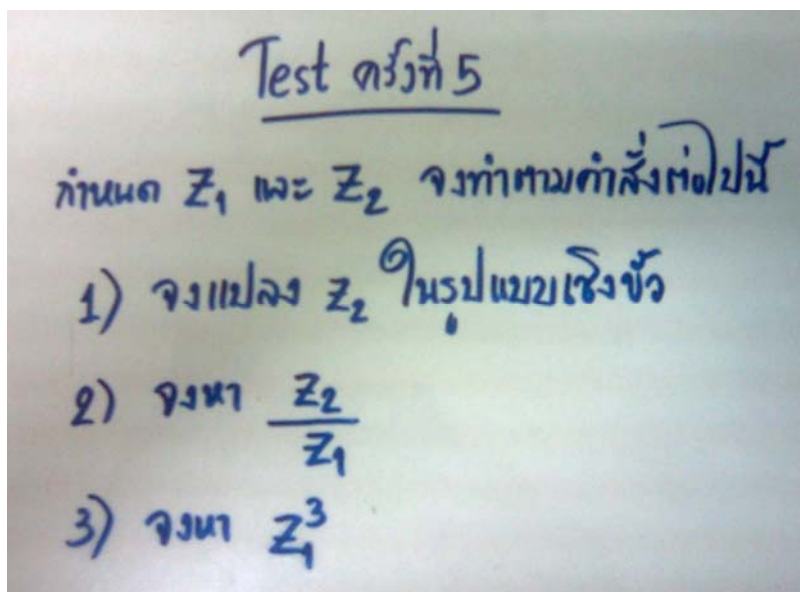 Test ครั้งที่ 5
กำหนด Z₁ และ Z₂ จงทำตามคำสั่งต่อไปนี้
1) จงแปลง Z₂ ในรูปแบบเชิงขั้ว
2) จงหา Z₂/Z₁
3) จงหา Z₁³